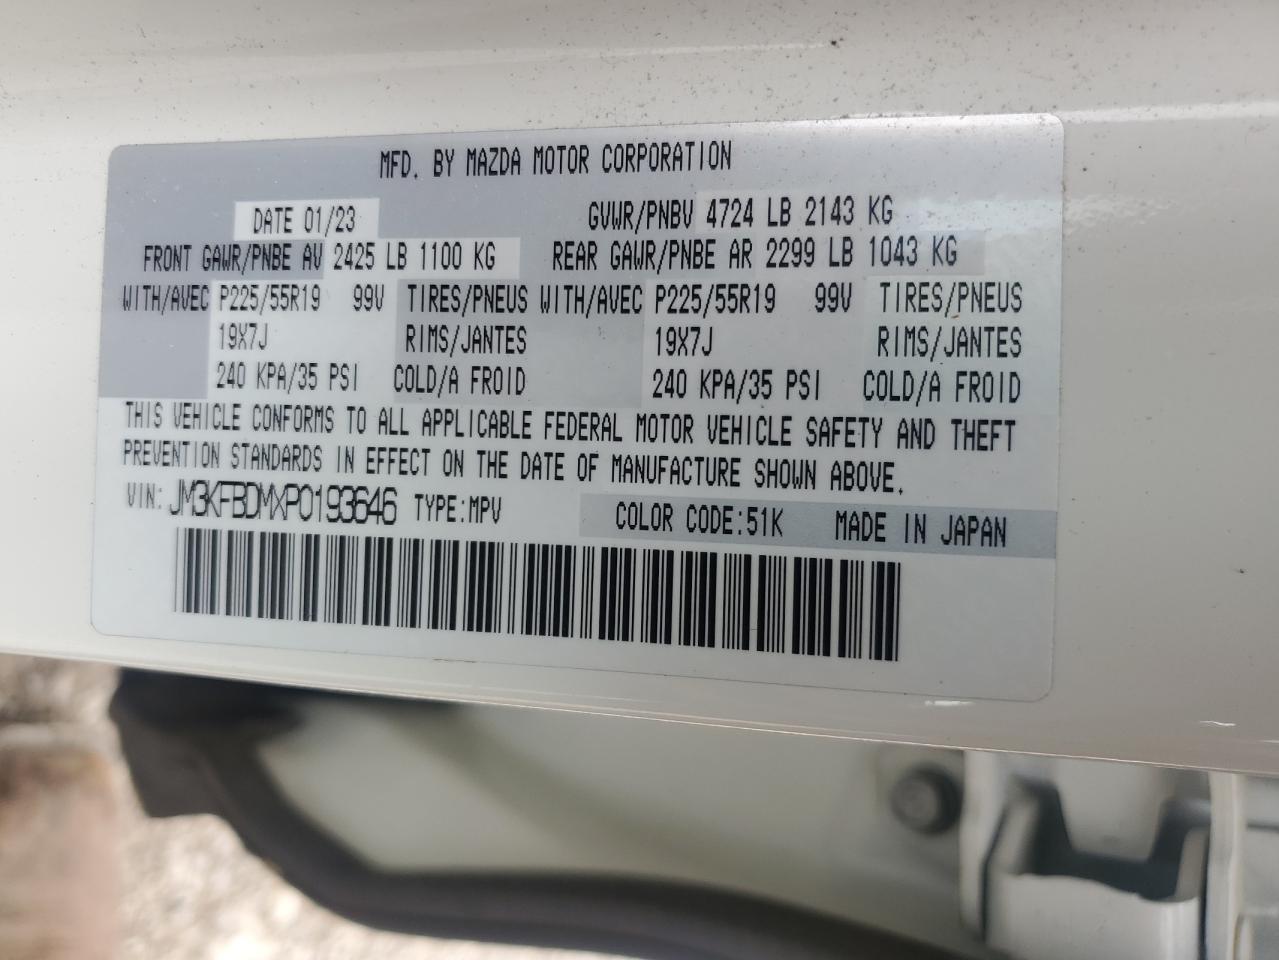 MFD. BY MAZDA MOTOR CORPORATION
DATE 01/23 GVWR/PNBV 4724 LB 2143 KG
FRONT GAWR/PNBE AV 2425 LB 1100 KG REAR GAWR/PNBE AR 2299 LB 1043 KG
WITH/AVEC P225/55R19 99V TIRES/PNEUS WITH/AVEC P225/55R19 99V TIRES/PNEUS
19X7J RIMS/JANTES 19X7J RIMS/JANTES
240 KPA/35 PSI COLD/A FROID 240 KPA/35 PSI COLD/A FROID
THIS VEHICLE CONFORMS TO ALL APPLICABLE FEDERAL MOTOR VEHICLE SAFETY AND THEFT
PREVENTION STANDARDS IN EFFECT ON THE DATE OF MANUFACTURE SHOWN ABOVE.
VIN: JM3KFBDMXP0193646 TYPE:MPV COLOR CODE:51K MADE IN JAPAN